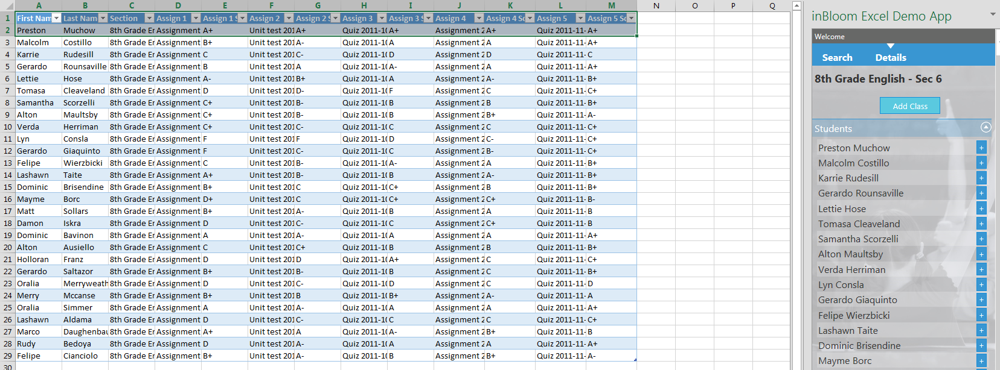 A B C D E F G H I J K L M N O P Q
1 First Nam Last Nam Section Assign 1 Assign 1 S Assign 2 Assign 2 S Assign 3 Assign 3 S Assign 4 Assign 4 Sc Assign 5 Assign 5 Sc
2 Preston Muchow 8th Grade Er Assignment A+ Unit test 201 A+ Quiz 2011-10 A+ Assignment 2 A+ Quiz 2011-11- A+
3 Malcolm Costillo 8th Grade Er Assignment B+ Unit test 201 A- Quiz 2011-10 A Assignment 2 A Quiz 2011-11- A+
4 Karrie Rudesill 8th Grade Er Assignment C Unit test 201 C- Quiz 2011-10 D Assignment 2 D Quiz 2011-11- C
5 Gerardo Rounsaville 8th Grade Er Assignment B Unit test 201 A Quiz 2011-10 A- Assignment 2 A Quiz 2011-11- A+
6 Lettie Hose 8th Grade Er Assignment A- Unit test 201 B+ Quiz 2011-10 A Assignment 2 A- Quiz 2011-11- B+
7 Tomasa Cleaveland 8th Grade Er Assignment D Unit test 201 D- Quiz 2011-10 F Assignment 2 C Quiz 2011-11- C+
8 Samantha Scorzelli 8th Grade Er Assignment C+ Unit test 201 B- Quiz 2011-10 B Assignment 2 B Quiz 2011-11- B+
9 Alton Maultsby 8th Grade Er Assignment C+ Unit test 201 B- Quiz 2011-10 B Assignment 2 B+ Quiz 2011-11- A-
10 Verda Herriman 8th Grade Er Assignment C+ Unit test 201 C- Quiz 2011-10 C Assignment 2 C Quiz 2011-11- C+
11 Lyn Consla 8th Grade Er Assignment F Unit test 201 F Quiz 2011-10 D Assignment 2 C- Quiz 2011-11- C+
12 Gerardo Giaquinto 8th Grade Er Assignment F Unit test 201 C- Quiz 2011-10 C Assignment 2 B- Quiz 2011-11- C+
13 Felipe Wierzbicki 8th Grade Er Assignment C Unit test 201 B- Quiz 2011-10 A- Assignment 2 A Quiz 2011-11- B+
14 Lashawn Taite 8th Grade Er Assignment A+ Unit test 201 B- Quiz 2011-10 B Assignment 2 A- Quiz 2011-11- B+
15 Dominic Brisendine 8th Grade Er Assignment B+ Unit test 201 C Quiz 2011-10 C+ Assignment 2 B Quiz 2011-11- B+
16 Mayme Borc 8th Grade Er Assignment D+ Unit test 201 C Quiz 2011-10 C+ Assignment 2 C+ Quiz 2011-11- B-
17 Matt Sollars 8th Grade Er Assignment B+ Unit test 201 A- Quiz 2011-10 B Assignment 2 A Quiz 2011-11- B
18 Damon Iskra 8th Grade Er Assignment D Unit test 201 C- Quiz 2011-10 C Assignment 2 C+ Quiz 2011-11- B
19 Dominic Bavinon 8th Grade Er Assignment A Unit test 201 A- Quiz 2011-10 A Assignment 2 A Quiz 2011-11- A+
20 Alton Ausiello 8th Grade Er Assignment C Unit test 201 C+ Quiz 2011-10 B Assignment 2 B Quiz 2011-11- B+
21 Holloran Franz 8th Grade Er Assignment D Unit test 201 D Quiz 2011-10 A+ Assignment 2 C Quiz 2011-11- C+
22 Gerardo Saltazor 8th Grade Er Assignment B+ Unit test 201 B- Quiz 2011-10 B Assignment 2 C Quiz 2011-11- B+
23 Oralia Merryweath 8th Grade Er Assignment D Unit test 201 C- Quiz 2011-10 D Assignment 2 C Quiz 2011-11- D
24 Merry Mccanse 8th Grade Er Assignment B+ Unit test 201 B Quiz 2011-10 B+ Assignment 2 A- Quiz 2011-11- A
25 Oralia Simmer 8th Grade Er Assignment A Unit test 201 A- Quiz 2011-10 A Assignment 2 A Quiz 2011-11- A+
26 Lashawn Aldama 8th Grade Er Assignment D Unit test 201 C- Quiz 2011-10 C Assignment 2 C Quiz 2011-11- C+
27 Marco Daughenbau 8th Grade Er Assignment A+ Unit test 201 A Quiz 2011-10 A- Assignment 2 B+ Quiz 2011-11- B
28 Rudy Bedoya 8th Grade Er Assignment D Unit test 201 A- Quiz 2011-10 A Assignment 2 A Quiz 2011-11- A+
29 Felipe Cianciolo 8th Grade Er Assignment B+ Unit test 201 A- Quiz 2011-10 B Assignment 2 B+ Quiz 2011-11- A-
30
inBloom Excel Demo App
Welcome
Search Details
8th Grade English - Sec 6
Add Class
Students
Preston Muchow +
Malcolm Costillo +
Karrie Rudesill +
Gerardo Rounsaville +
Lettie Hose +
Tomasa Cleaveland +
Samantha Scorzelli +
Alton Maultsby +
Verda Herriman +
Lyn Consla +
Gerardo Giaquinto +
Felipe Wierzbicki +
Lashawn Taite +
Dominic Brisendine +
Mayme Borc +